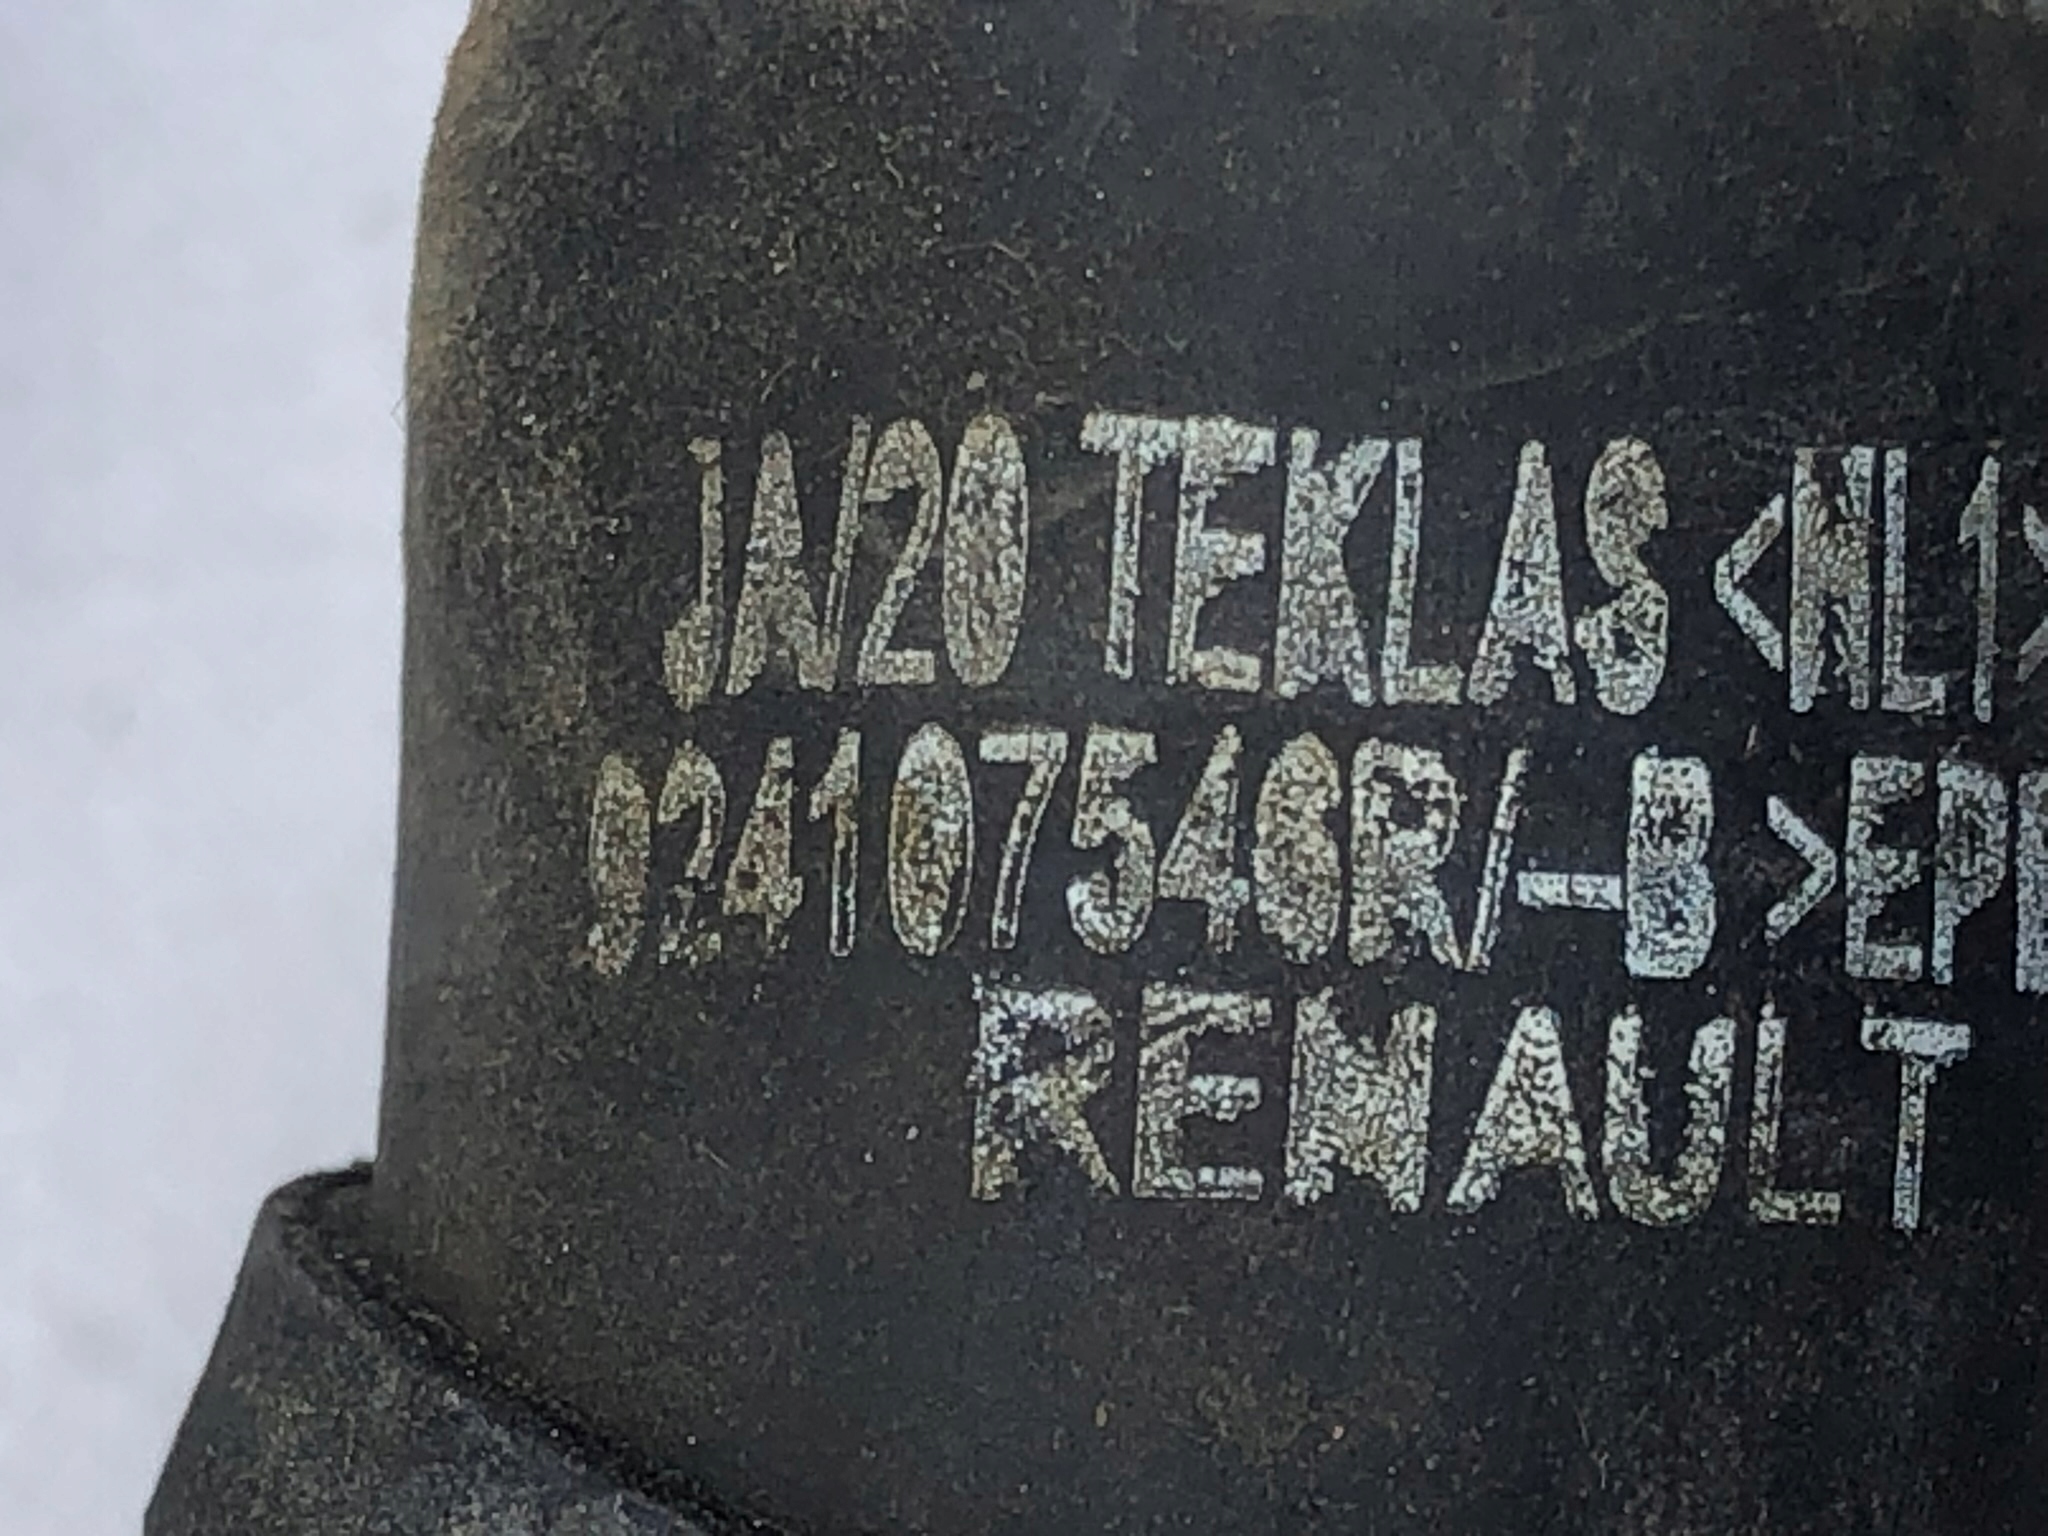 JN20 TEKLAS <NL1>
924107546R/-B >EP
RENAULT